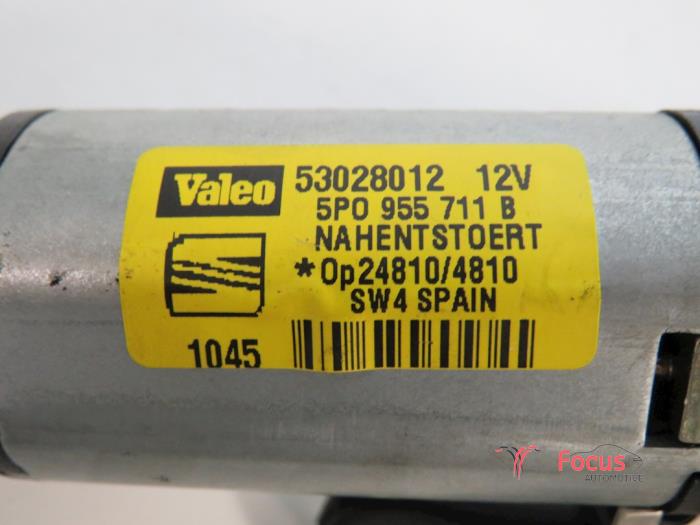 Valeo 53028012 12V
5P0 955 711 B
NAHENTSTOERT
*Op24810/4810
SW4 SPAIN
1045
Focus
AUTOMOTIVE